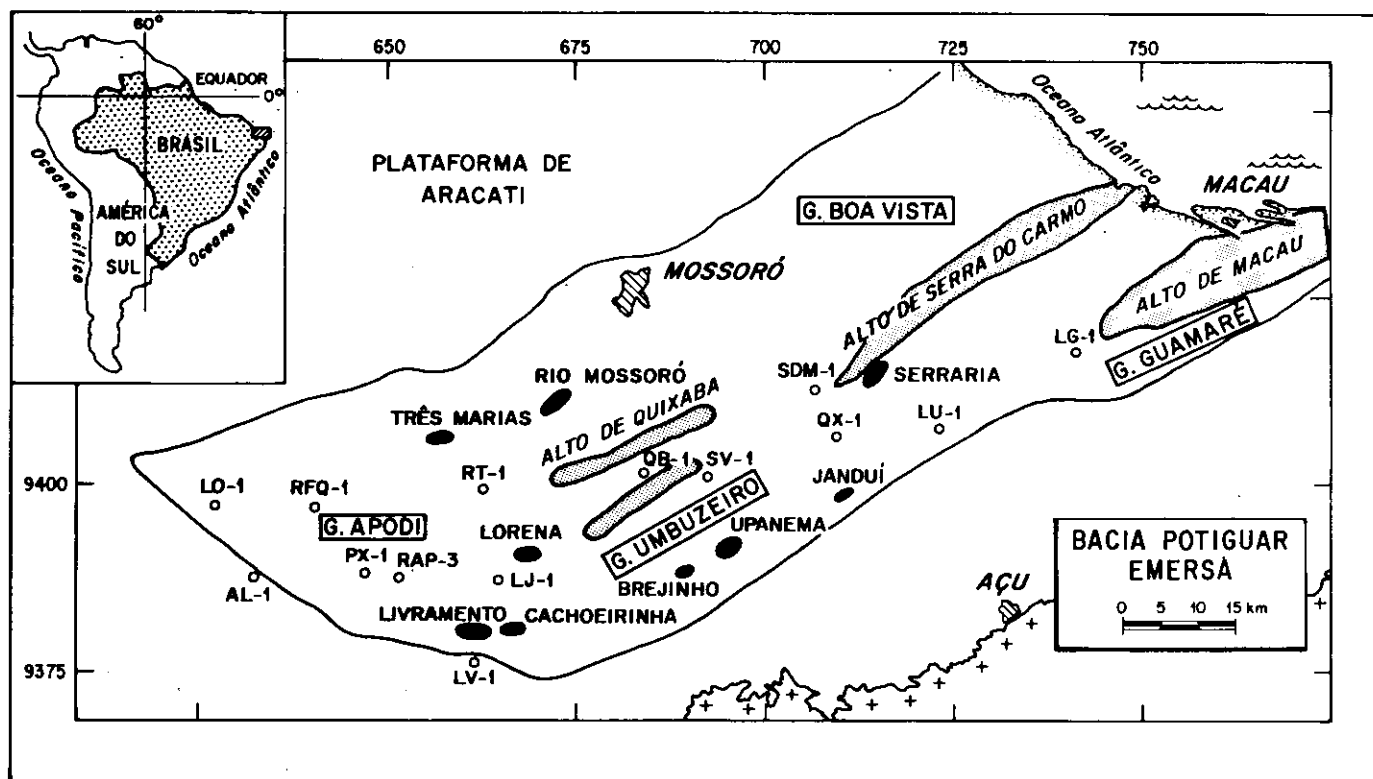 60°
EQUADOR
0°
BRASIL
Oceano Pacífico
Oceano Atlântico
AMÉRICA
DO
SUL
650
675
700
725
750
Oceano Atlântico
PLATAFORMA DE
ARACATI
G. BOA VISTA
MACAU
MOSSORÓ
ALTO DE SERRA DO CARMO
ALTO DE MACAU
G. GUAMARÉ
LG-1
RIO MOSSORÓ
SDM-1
SERRARIA
TRÊS MARIAS
ALTO DE QUIXABA
QX-1
LU-1
9400
LO-1
RFQ-1
RT-1
QB-1
SV-1
JANDUÍ
G. APODI
LORENA
G. UMBUZEIRO
UPANEMA
PX-1
RAP-3
LJ-1
BREJINHO
AL-1
LIVRAMENTO
CACHOEIRINHA
AÇU
9375
LV-1
BACIA POTIGUAR
EMERSA
0 5 10 15 km